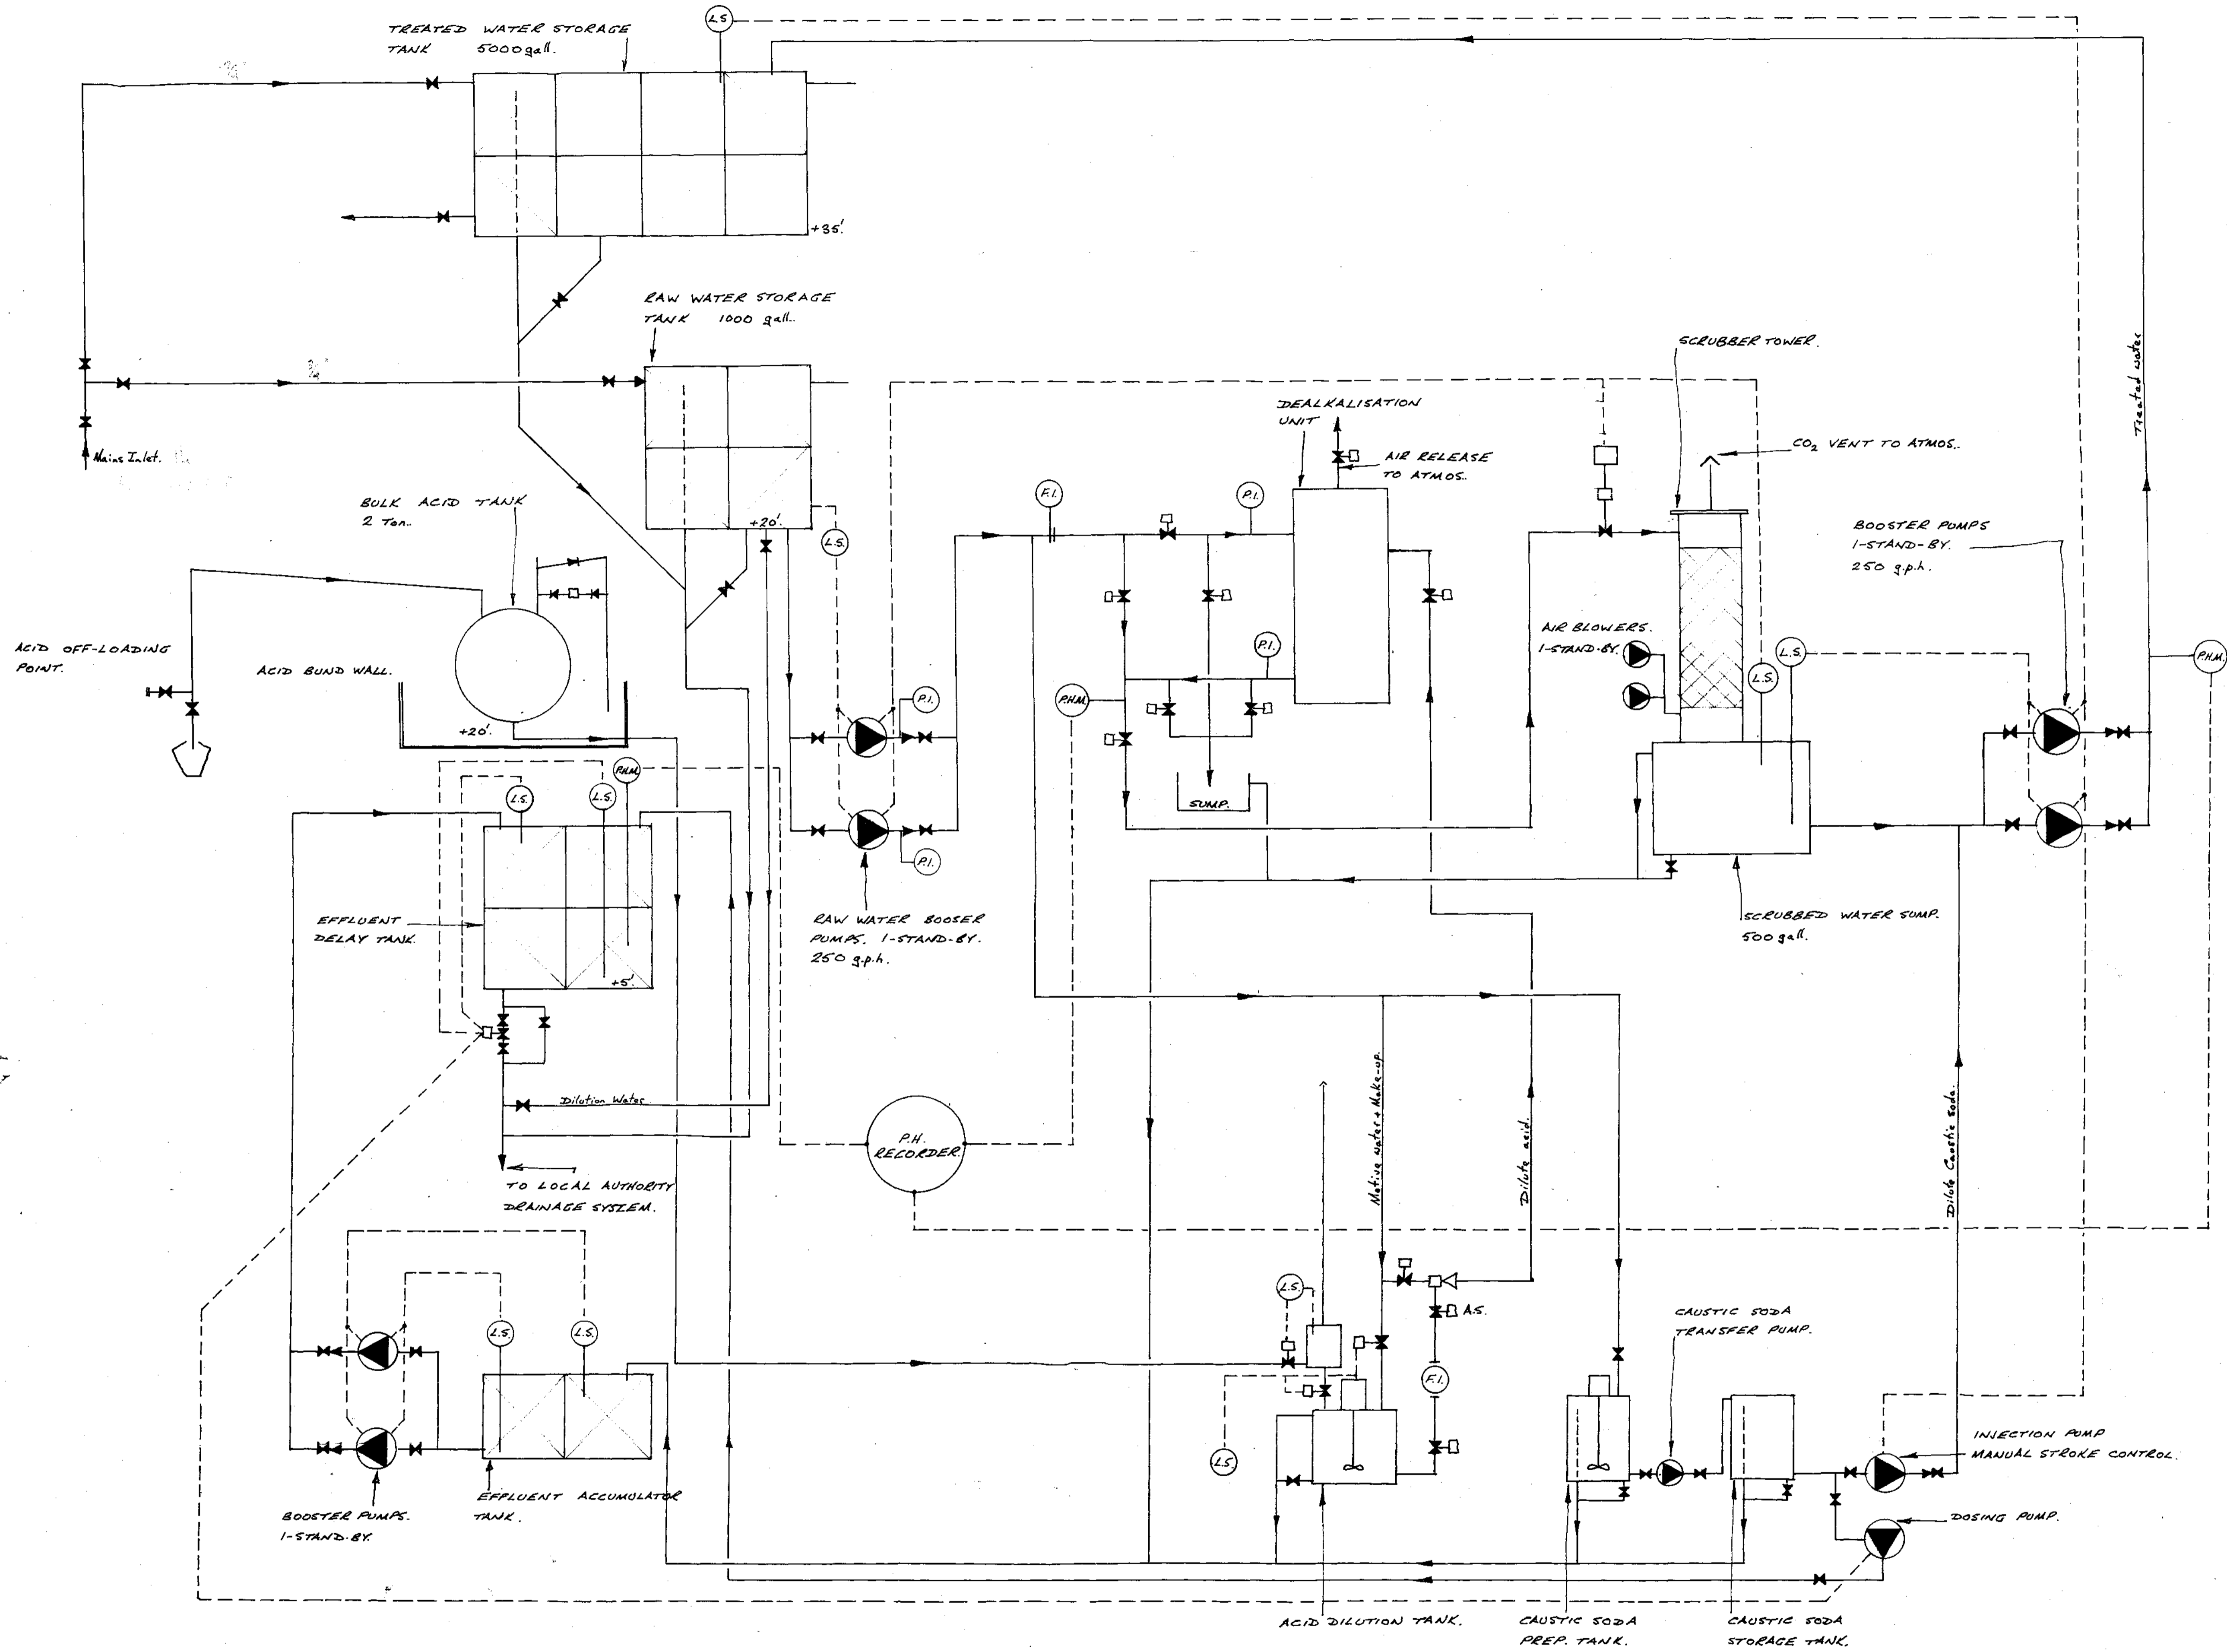 L.S
TREATED WATER STORAGE
TANK 5000 gall.
+35'.
RAW WATER STORAGE
TANK 1000 gall..
3/4"
Mains Inlet.
+20'.
L.S.
BULK ACID TANK
2 Ton..
ACID OFF-LOADING
POINT.
ACID BUND WALL.
+20'.
DEALKALISATION
UNIT
AIR RELEASE
TO ATMOS..
F.I.
P.I.
P.I.
P.H.M.
SUMP.
SCRUBBER TOWER.
CO₂ VENT TO ATMOS..
Treated water
BOOSTER PUMPS
1-STAND-BY.
250 g.p.h.
AIR BLOWERS.
1-STAND-BY.
L.S.
L.S.
P.H.M.
SCRUBBED WATER SUMP.
500 gall.
P.I.
P.I.
RAW WATER BOOSER
PUMPS. 1-STAND-BY.
250 g.p.h.
L.S.
L.S.
P.H.M.
EFFLUENT
DELAY TANK.
+5'.
Dilution Water
TO LOCAL AUTHORITY
DRAINAGE SYSTEM.
P.H.
RECORDER.
Motive water + Make-up.
Dilute acid.
Dilute Caustic Soda.
L.S.
A.S.
F.I.
L.S.
CAUSTIC SODA
TRANSFER PUMP.
INJECTION PUMP
MANUAL STROKE CONTROL.
DOSING PUMP.
L.S.
L.S.
BOOSTER PUMPS.
1-STAND-BY.
EFFLUENT ACCUMULATOR
TANK.
ACID DILUTION TANK.
CAUSTIC SODA
PREP. TANK.
CAUSTIC SODA
STORAGE TANK.